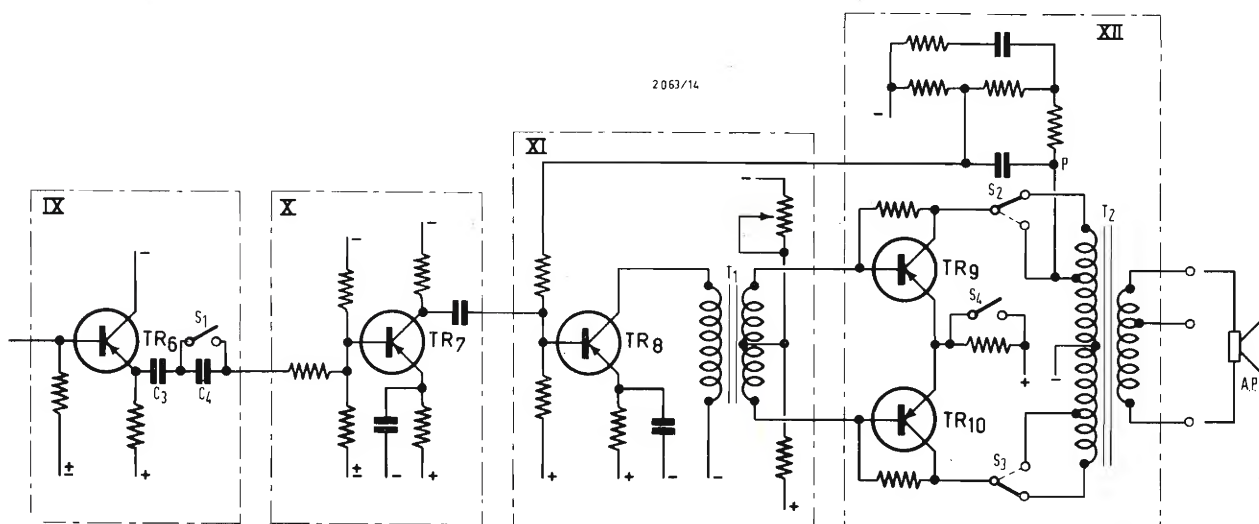 2063/14
IX
X
XI
XII
TR6
S1
C3
C4
TR7
TR8
T1
TR9
TR10
S2
S3
S4
P
T2
A.P.
-
-
-
-
-
-
-
-
-
-
±
+
±
+
+
+
+